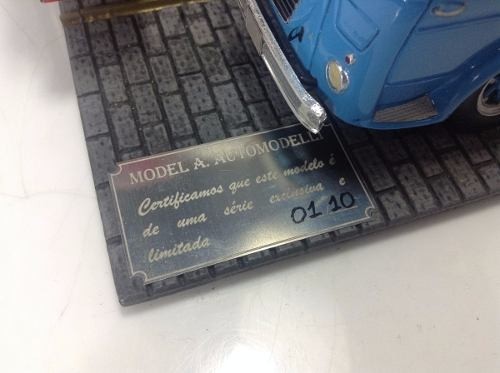 MODEL A. AUTOMODELLI
Certificamos que este modelo é
de uma série exclusiva e
limitada 01 10